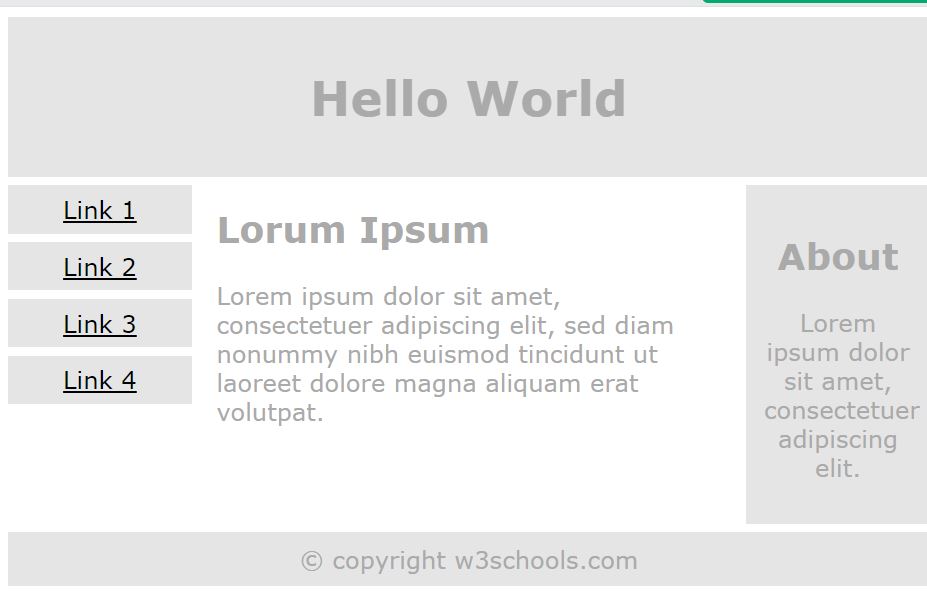 Hello World
Link 1
Link 2
Link 3
Link 4
Lorum Ipsum
Lorem ipsum dolor sit amet,
consectetuer adipiscing elit, sed diam
nonummy nibh euismod tincidunt ut
laoreet dolore magna aliquam erat
volutpat.
About
Lorem
ipsum dolor
sit amet,
consectetuer
adipiscing
elit.
© copyright w3schools.com